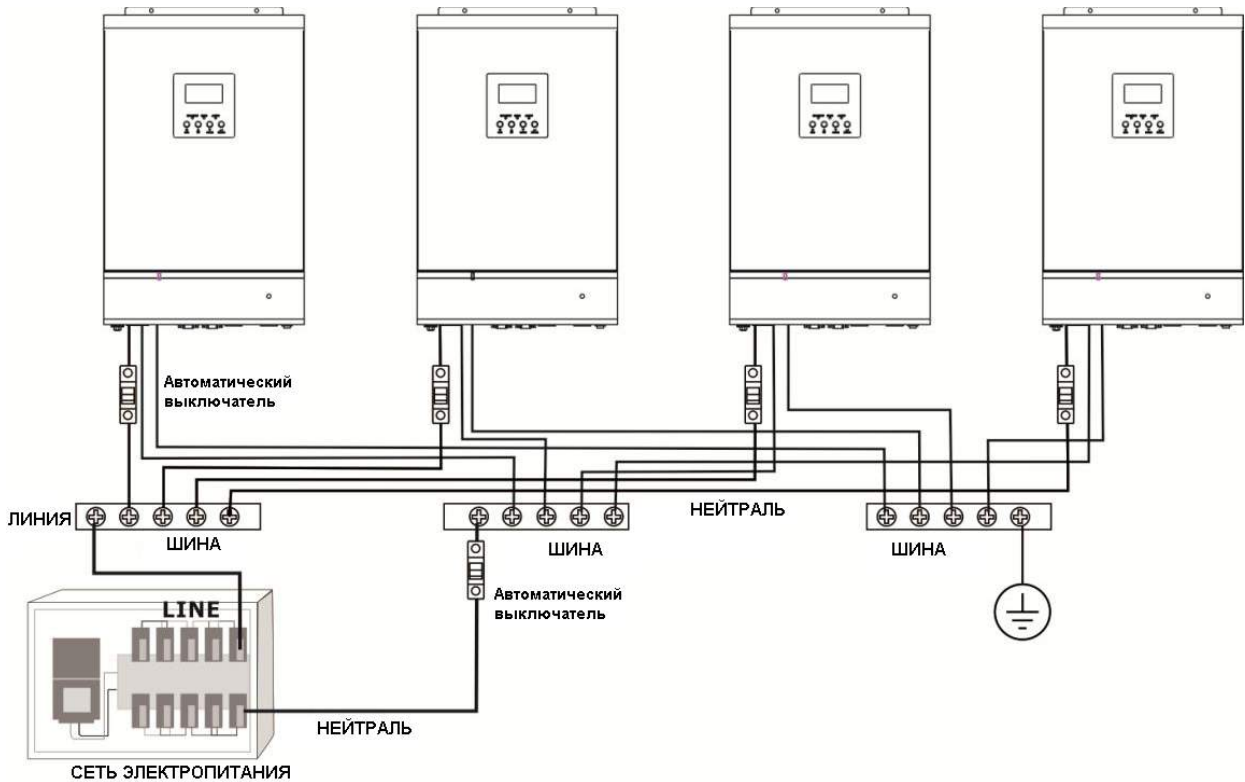 Автоматический
выключатель
ЛИНИЯ
НЕЙТРАЛЬ
ШИНА
ШИНА
ШИНА
Автоматический
выключатель
LINE
НЕЙТРАЛЬ
СЕТЬ ЭЛЕКТРОПИТАНИЯ